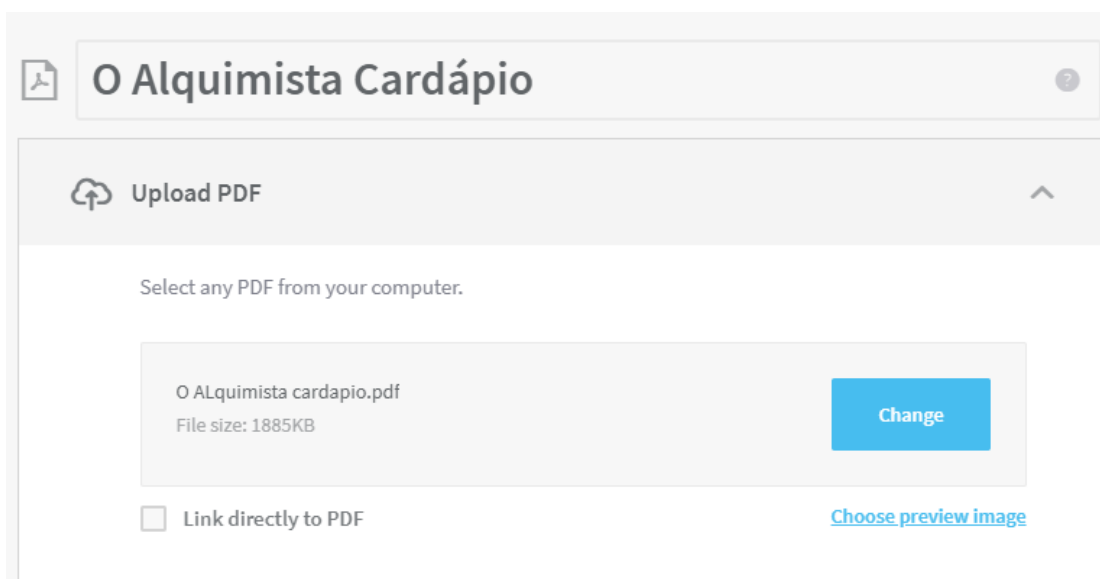 O Alquimista Cardápio
?
Upload PDF
Select any PDF from your computer.
O ALquimista cardapio.pdf
Change
File size: 1885KB
Link directly to PDF
Choose preview image